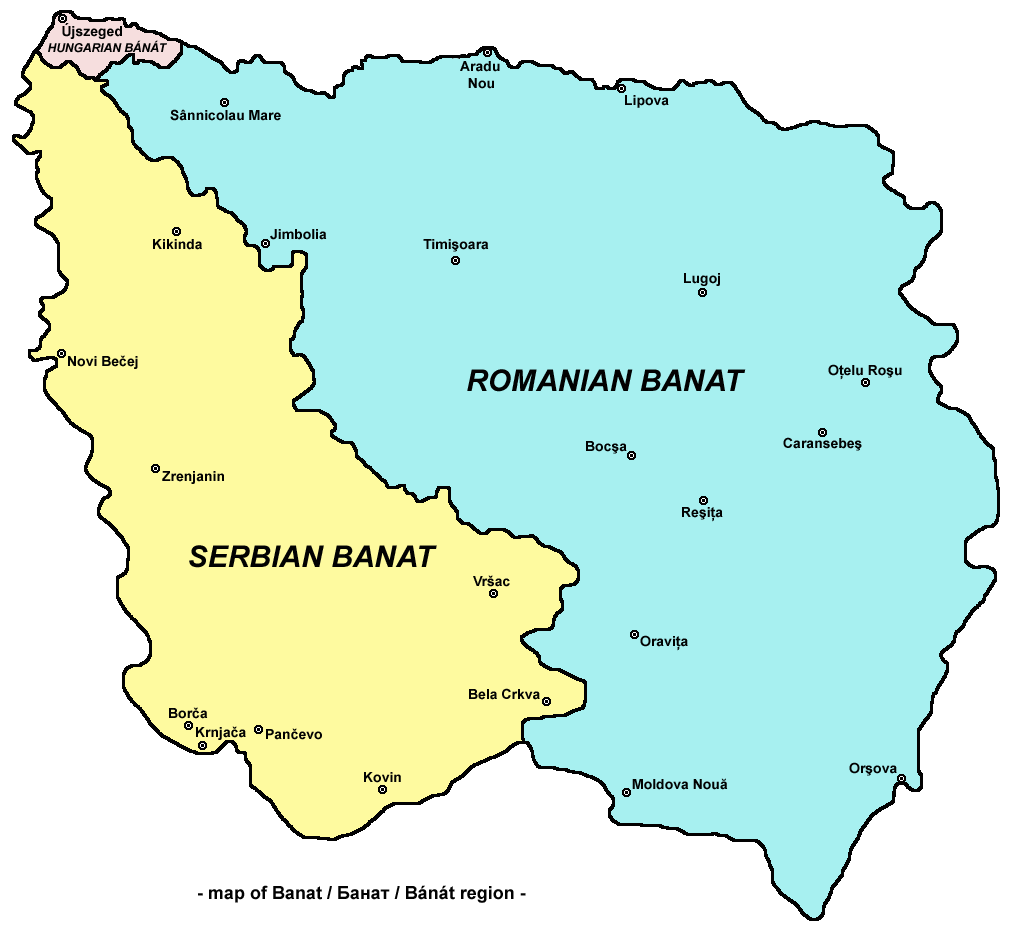 Újszeged
HUNGARIAN BÁNÁT
Aradu
Nou
Lipova
Sânnicolau Mare
Jimbolia
Kikinda
Timişoara
Lugoj
Novi Bečej
Oţelu Roşu
ROMANIAN BANAT
Caransebeş
Bocşa
Zrenjanin
Reşiţa
SERBIAN BANAT
Vršac
Oraviţa
Bela Crkva
Borča
Krnjača
Pančevo
Orşova
Kovin
Moldova Nouă
- map of Banat / Банат / Bánát region -